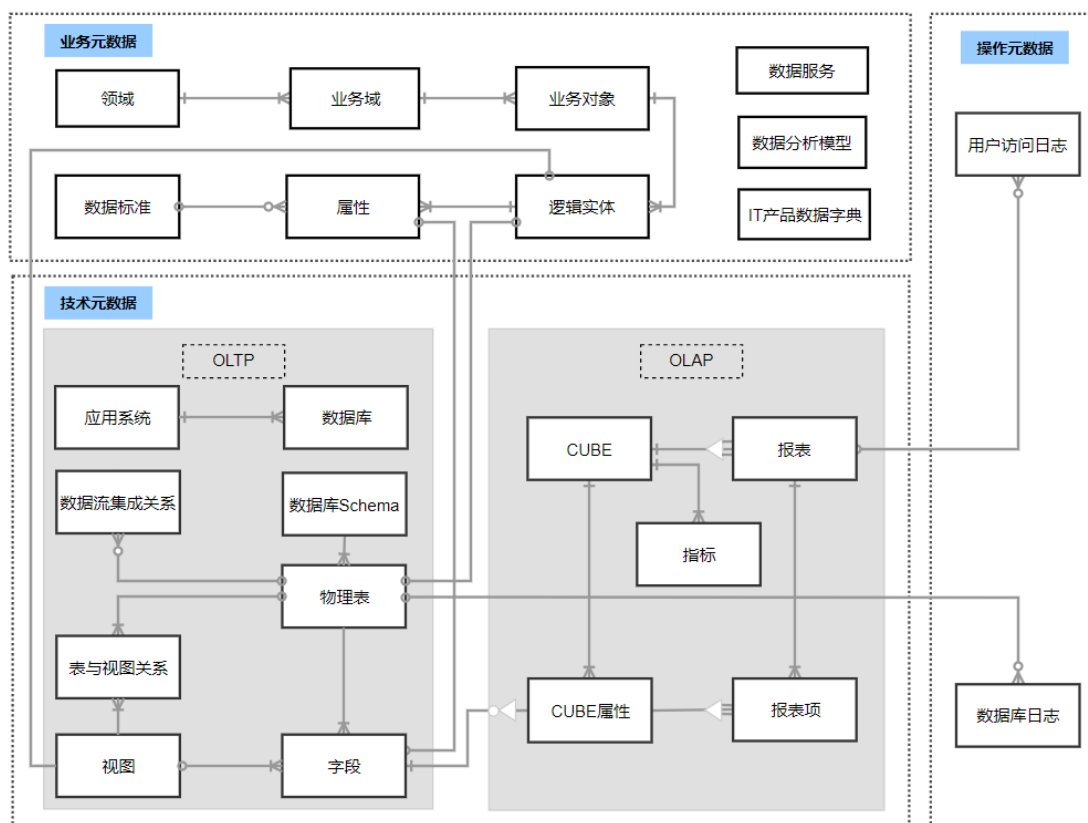 业务元数据
操作元数据
领域
业务域
业务对象
数据服务
数据分析模型
用户访问日志
数据标准
属性
逻辑实体
IT产品数据字典
技术元数据
OLTP
OLAP
应用系统
数据库
CUBE
报表
数据流集成关系
数据库Schema
指标
物理表
表与视图关系
CUBE属性
报表项
数据库日志
视图
字段